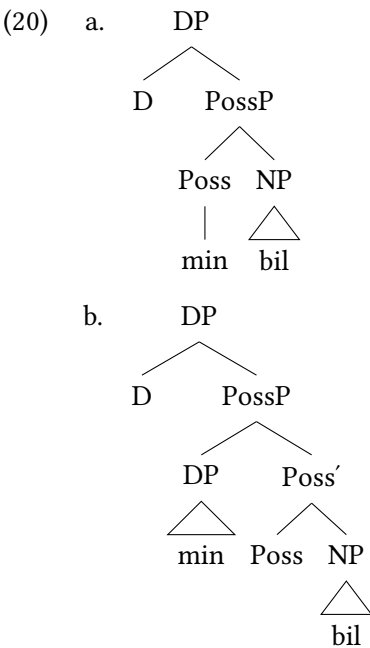 (20) a. DP
D PossP
Poss NP
min bil
b. DP
D PossP
DP Poss′
min Poss NP
bil